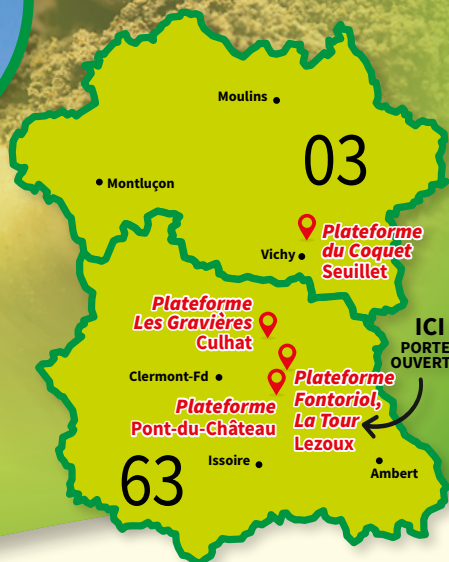 Moulins
03
Montluçon
Plateforme
du Coquet
Seuillet
Vichy
Plateforme
Les Gravières
Culhat
ICI
PORTE
OUVERT
Clermont-Fd
Plateforme
Fontoriol,
La Tour
Lezoux
Plateforme
Pont-du-Château
63
Issoire
Ambert